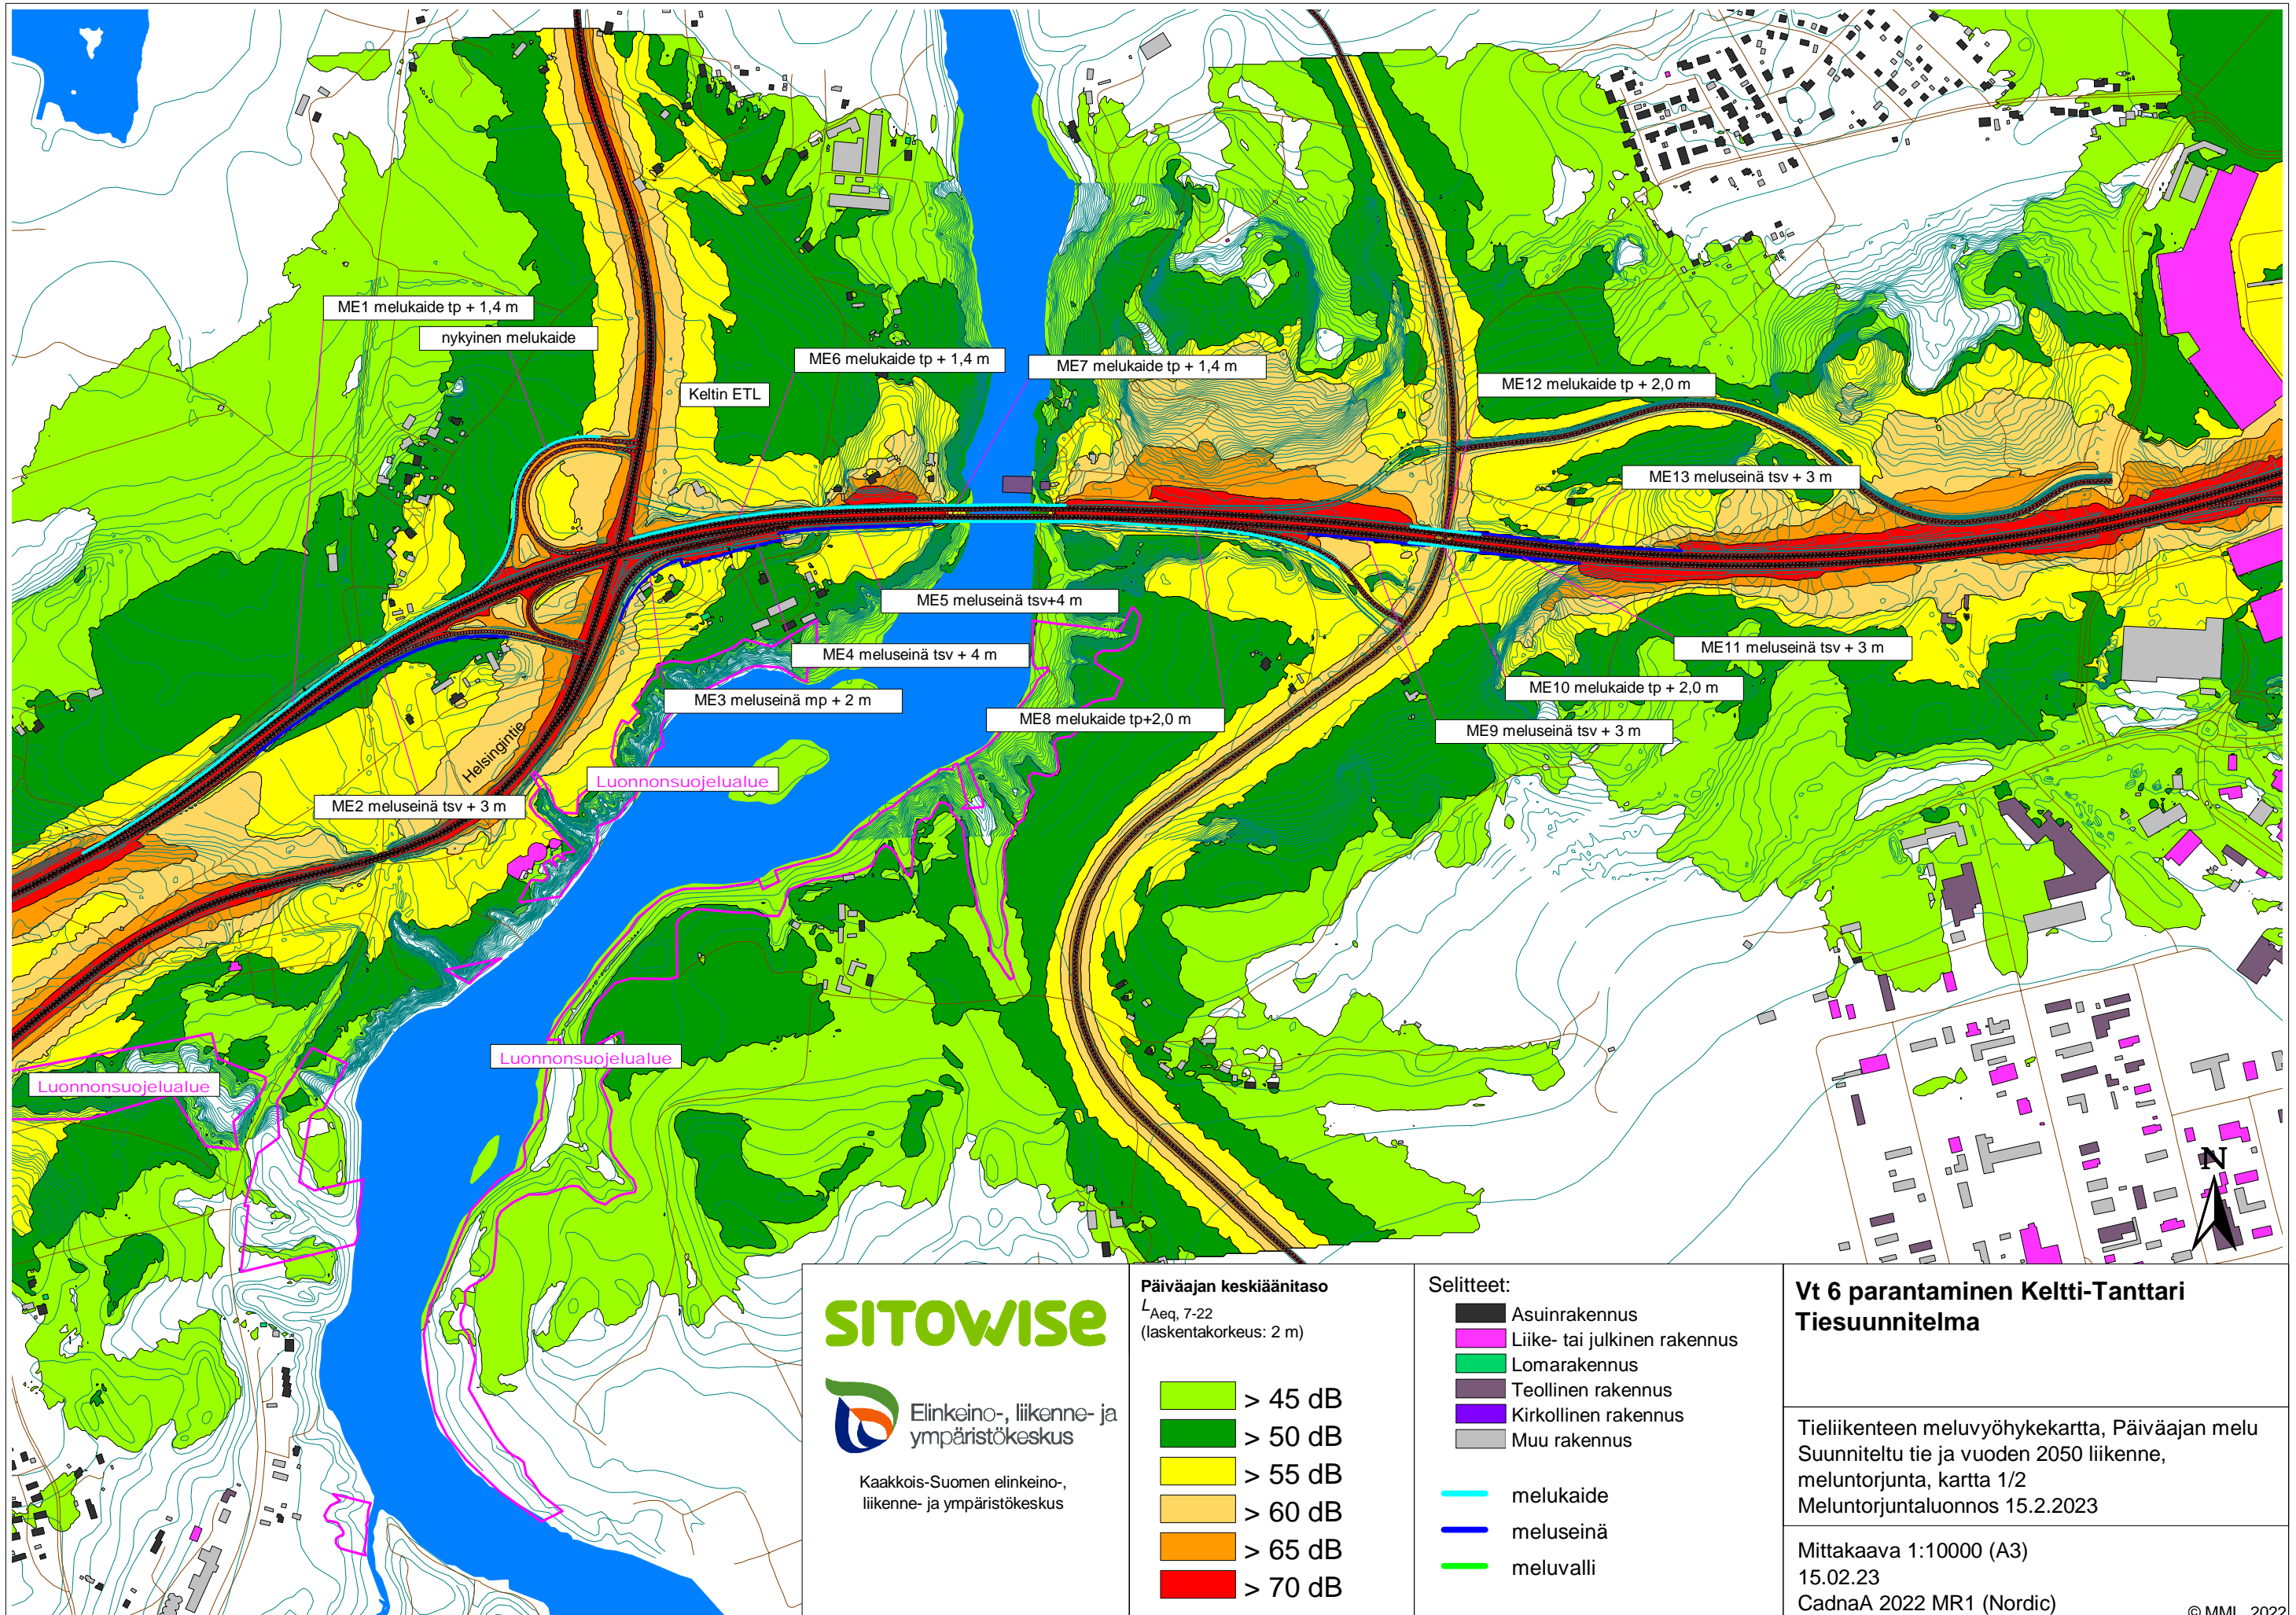 ME1 melukaide tp + 1,4 m
nykyinen melukaide
ME6 melukaide tp + 1,4 m
ME7 melukaide tp + 1,4 m
Keltin ETL
ME12 melukaide tp + 2,0 m
ME13 meluseinä tsv + 3 m
ME5 meluseinä tsv+4 m
ME4 meluseinä tsv + 4 m
ME11 meluseinä tsv + 3 m
ME3 meluseinä mp + 2 m
ME10 melukaide tp + 2,0 m
ME8 melukaide tp+2,0 m
ME9 meluseinä tsv + 3 m
Helsingintie
Luonnonsuojelualue
ME2 meluseinä tsv + 3 m
Luonnonsuojelualue
Luonnonsuojelualue
N
SITOWISE
Elinkeino-, liikenne- ja
ympäristökeskus
Kaakkois-Suomen elinkeino-,
liikenne- ja ympäristökeskus
Päiväajan keskiäänitaso
LAeq, 7-22
(laskentakorkeus: 2 m)
> 45 dB
> 50 dB
> 55 dB
> 60 dB
> 65 dB
> 70 dB
Selitteet:
Asuinrakennus
Liike- tai julkinen rakennus
Lomarakennus
Teollinen rakennus
Kirkollinen rakennus
Muu rakennus
melukaide
meluseinä
meluvalli
Vt 6 parantaminen Keltti-Tanttari
Tiesuunnitelma
Tieliikenteen meluvyöhykekartta, Päiväajan melu
Suunniteltu tie ja vuoden 2050 liikenne,
meluntorjunta, kartta 1/2
Meluntorjuntaluonnos 15.2.2023
Mittakaava 1:10000 (A3)
15.02.23
CadnaA 2022 MR1 (Nordic)
© MML, 2022